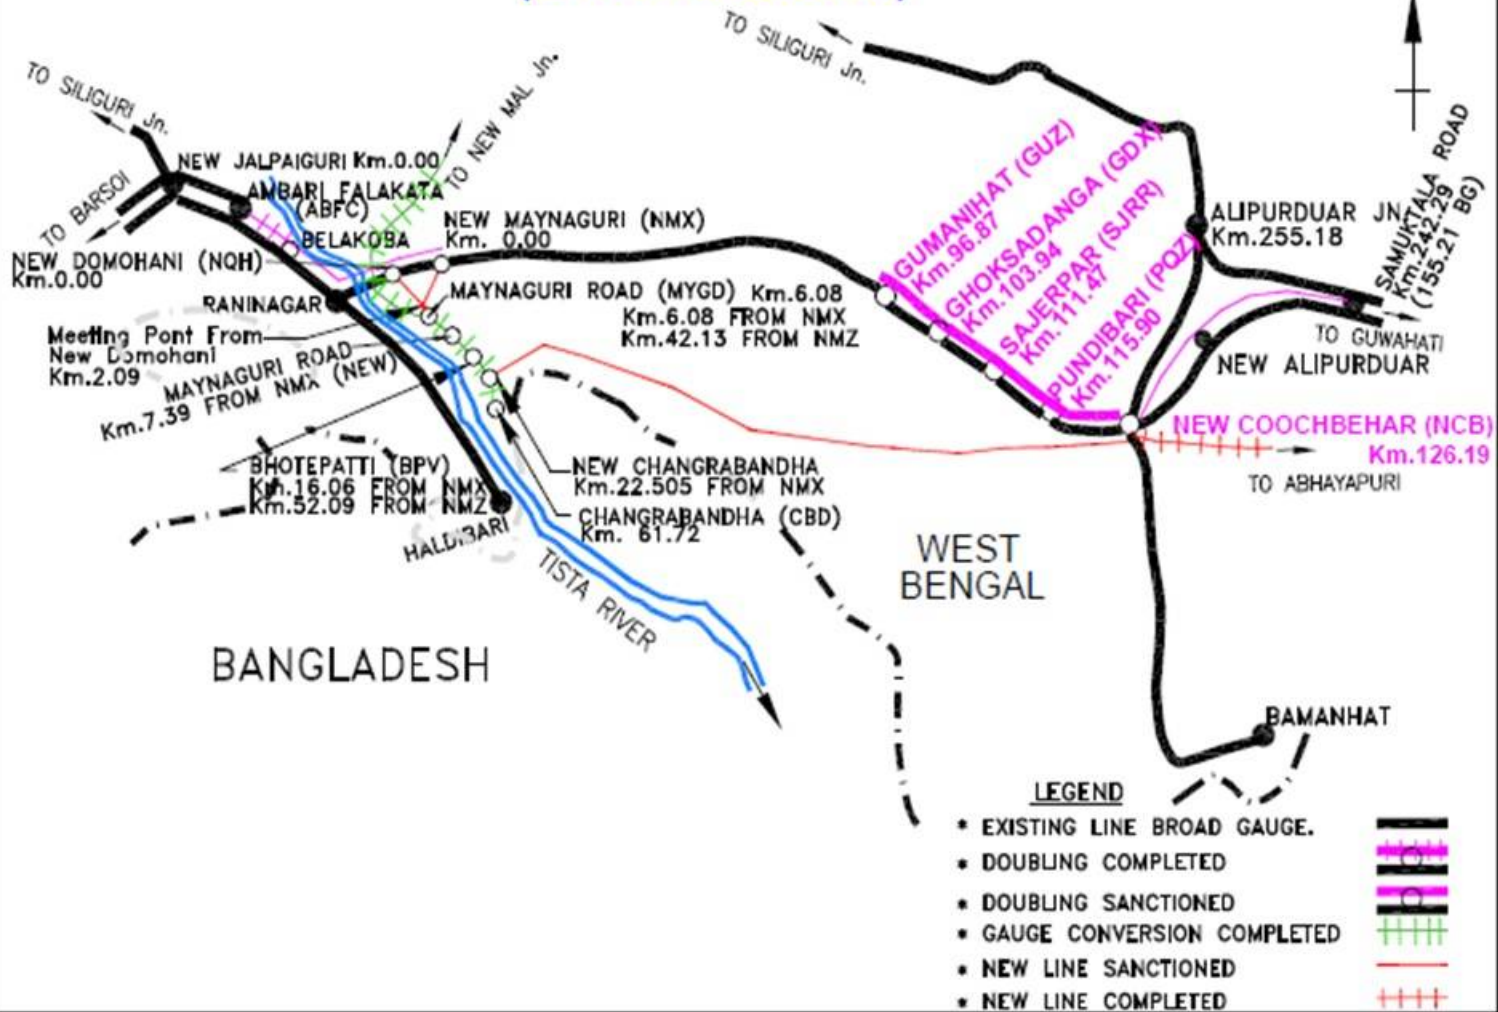 TO SILIGURI Jn.
TO SILIGURI Jn.
TO NEW MAL Jn.
TO BARSOI
NEW JALPAIGURI Km.0.00
AMBARI FALAKATA
(ABFC)
BELAKOBA
NEW DOMOHANI (NQH)
Km.0.00
RANINAGAR
NEW MAYNAGURI (NMX)
Km. 0.00
MAYNAGURI ROAD (MYGD) Km.6.08
Km.6.08 FROM NMX
Km.42.13 FROM NMZ
Meeting Pont From
New Domohani
Km.2.09
MAYNAGURI ROAD
Km.7.39 FROM NMX (NEW)
BHOTEPATTI (BPV)
Km.16.06 FROM NMX
Km.52.09 FROM NMZ
HALDIBARI
NEW CHANGRABANDHA
Km.22.505 FROM NMX
CHANGRABANDHA (CBD)
Km. 61.72
TISTA RIVER
BANGLADESH
WEST
BENGAL
GUMANIHAT (GUZ)
Km.96.87
GHOKSADANGA (GDX)
Km.103.94
SAJERPAR (SJRR)
Km.111.47
PUNDIBARI (PQZ)
Km.115.90
ALIPURDUAR JN.
Km.255.18
SAMUKTALA ROAD
Km.242.29
(155.21 BG)
TO GUWAHATI
NEW ALIPURDUAR
NEW COOCHBEHAR (NCB)
Km.126.19
TO ABHAYAPURI
BAMANHAT
LEGEND
* EXISTING LINE BROAD GAUGE.
* DOUBLING COMPLETED
* DOUBLING SANCTIONED
* GAUGE CONVERSION COMPLETED
* NEW LINE SANCTIONED
* NEW LINE COMPLETED